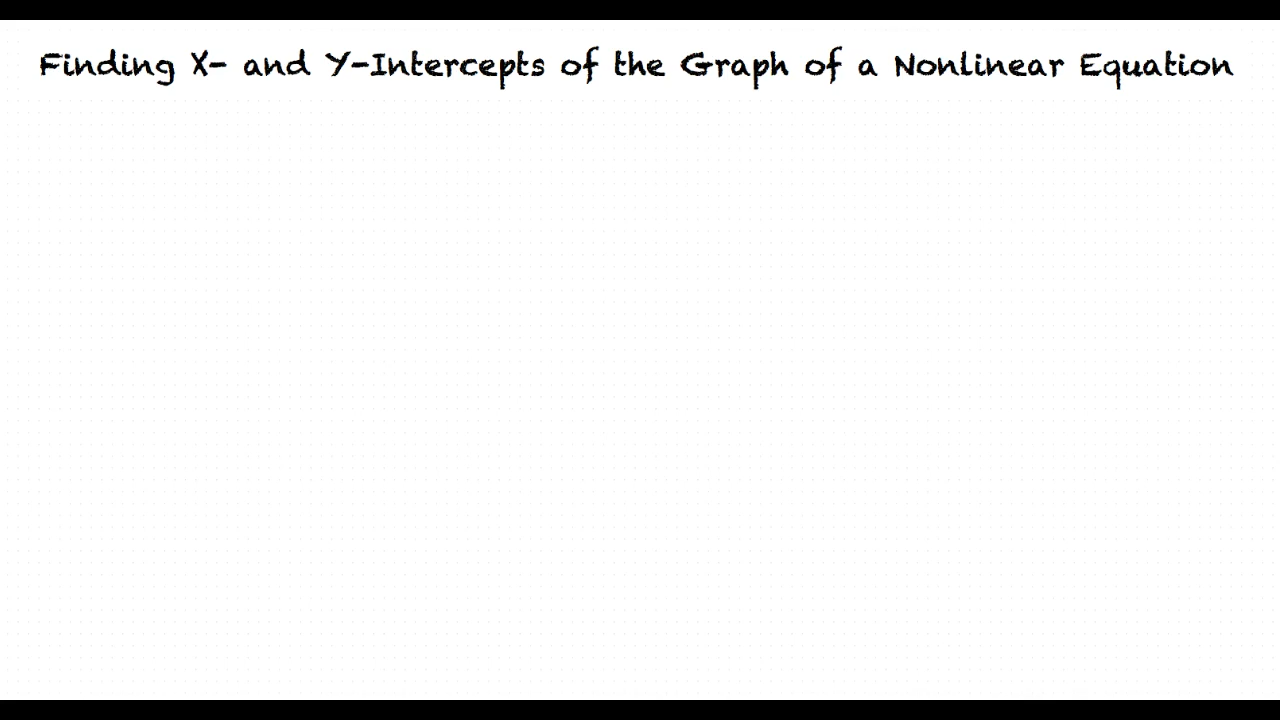 Finding X- and Y-Intercepts of the Graph of a Nonlinear Equation